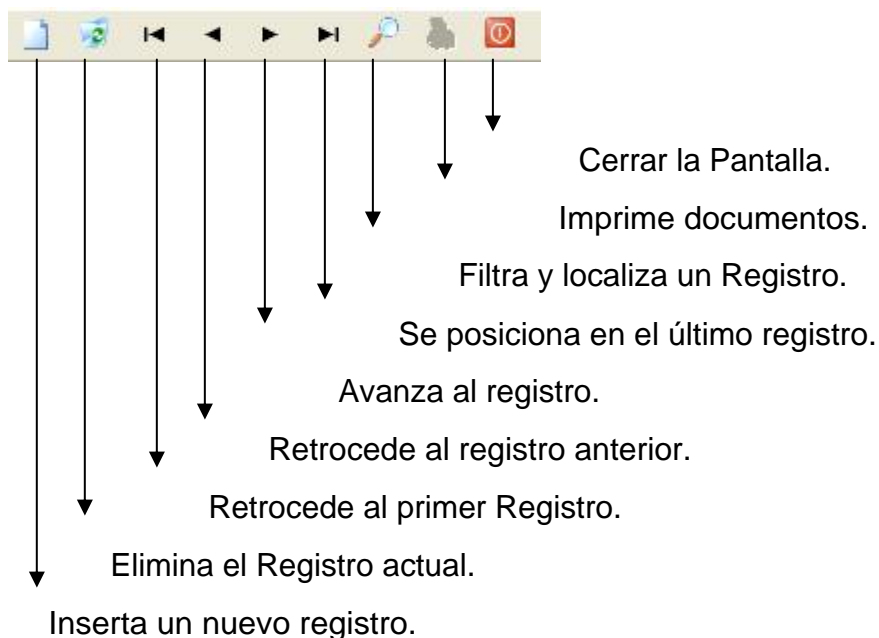 Cerrar la Pantalla.
Imprime documentos.
Filtra y localiza un Registro.
Se posiciona en el último registro.
Avanza al registro.
Retrocede al registro anterior.
Retrocede al primer Registro.
Elimina el Registro actual.
Inserta un nuevo registro.